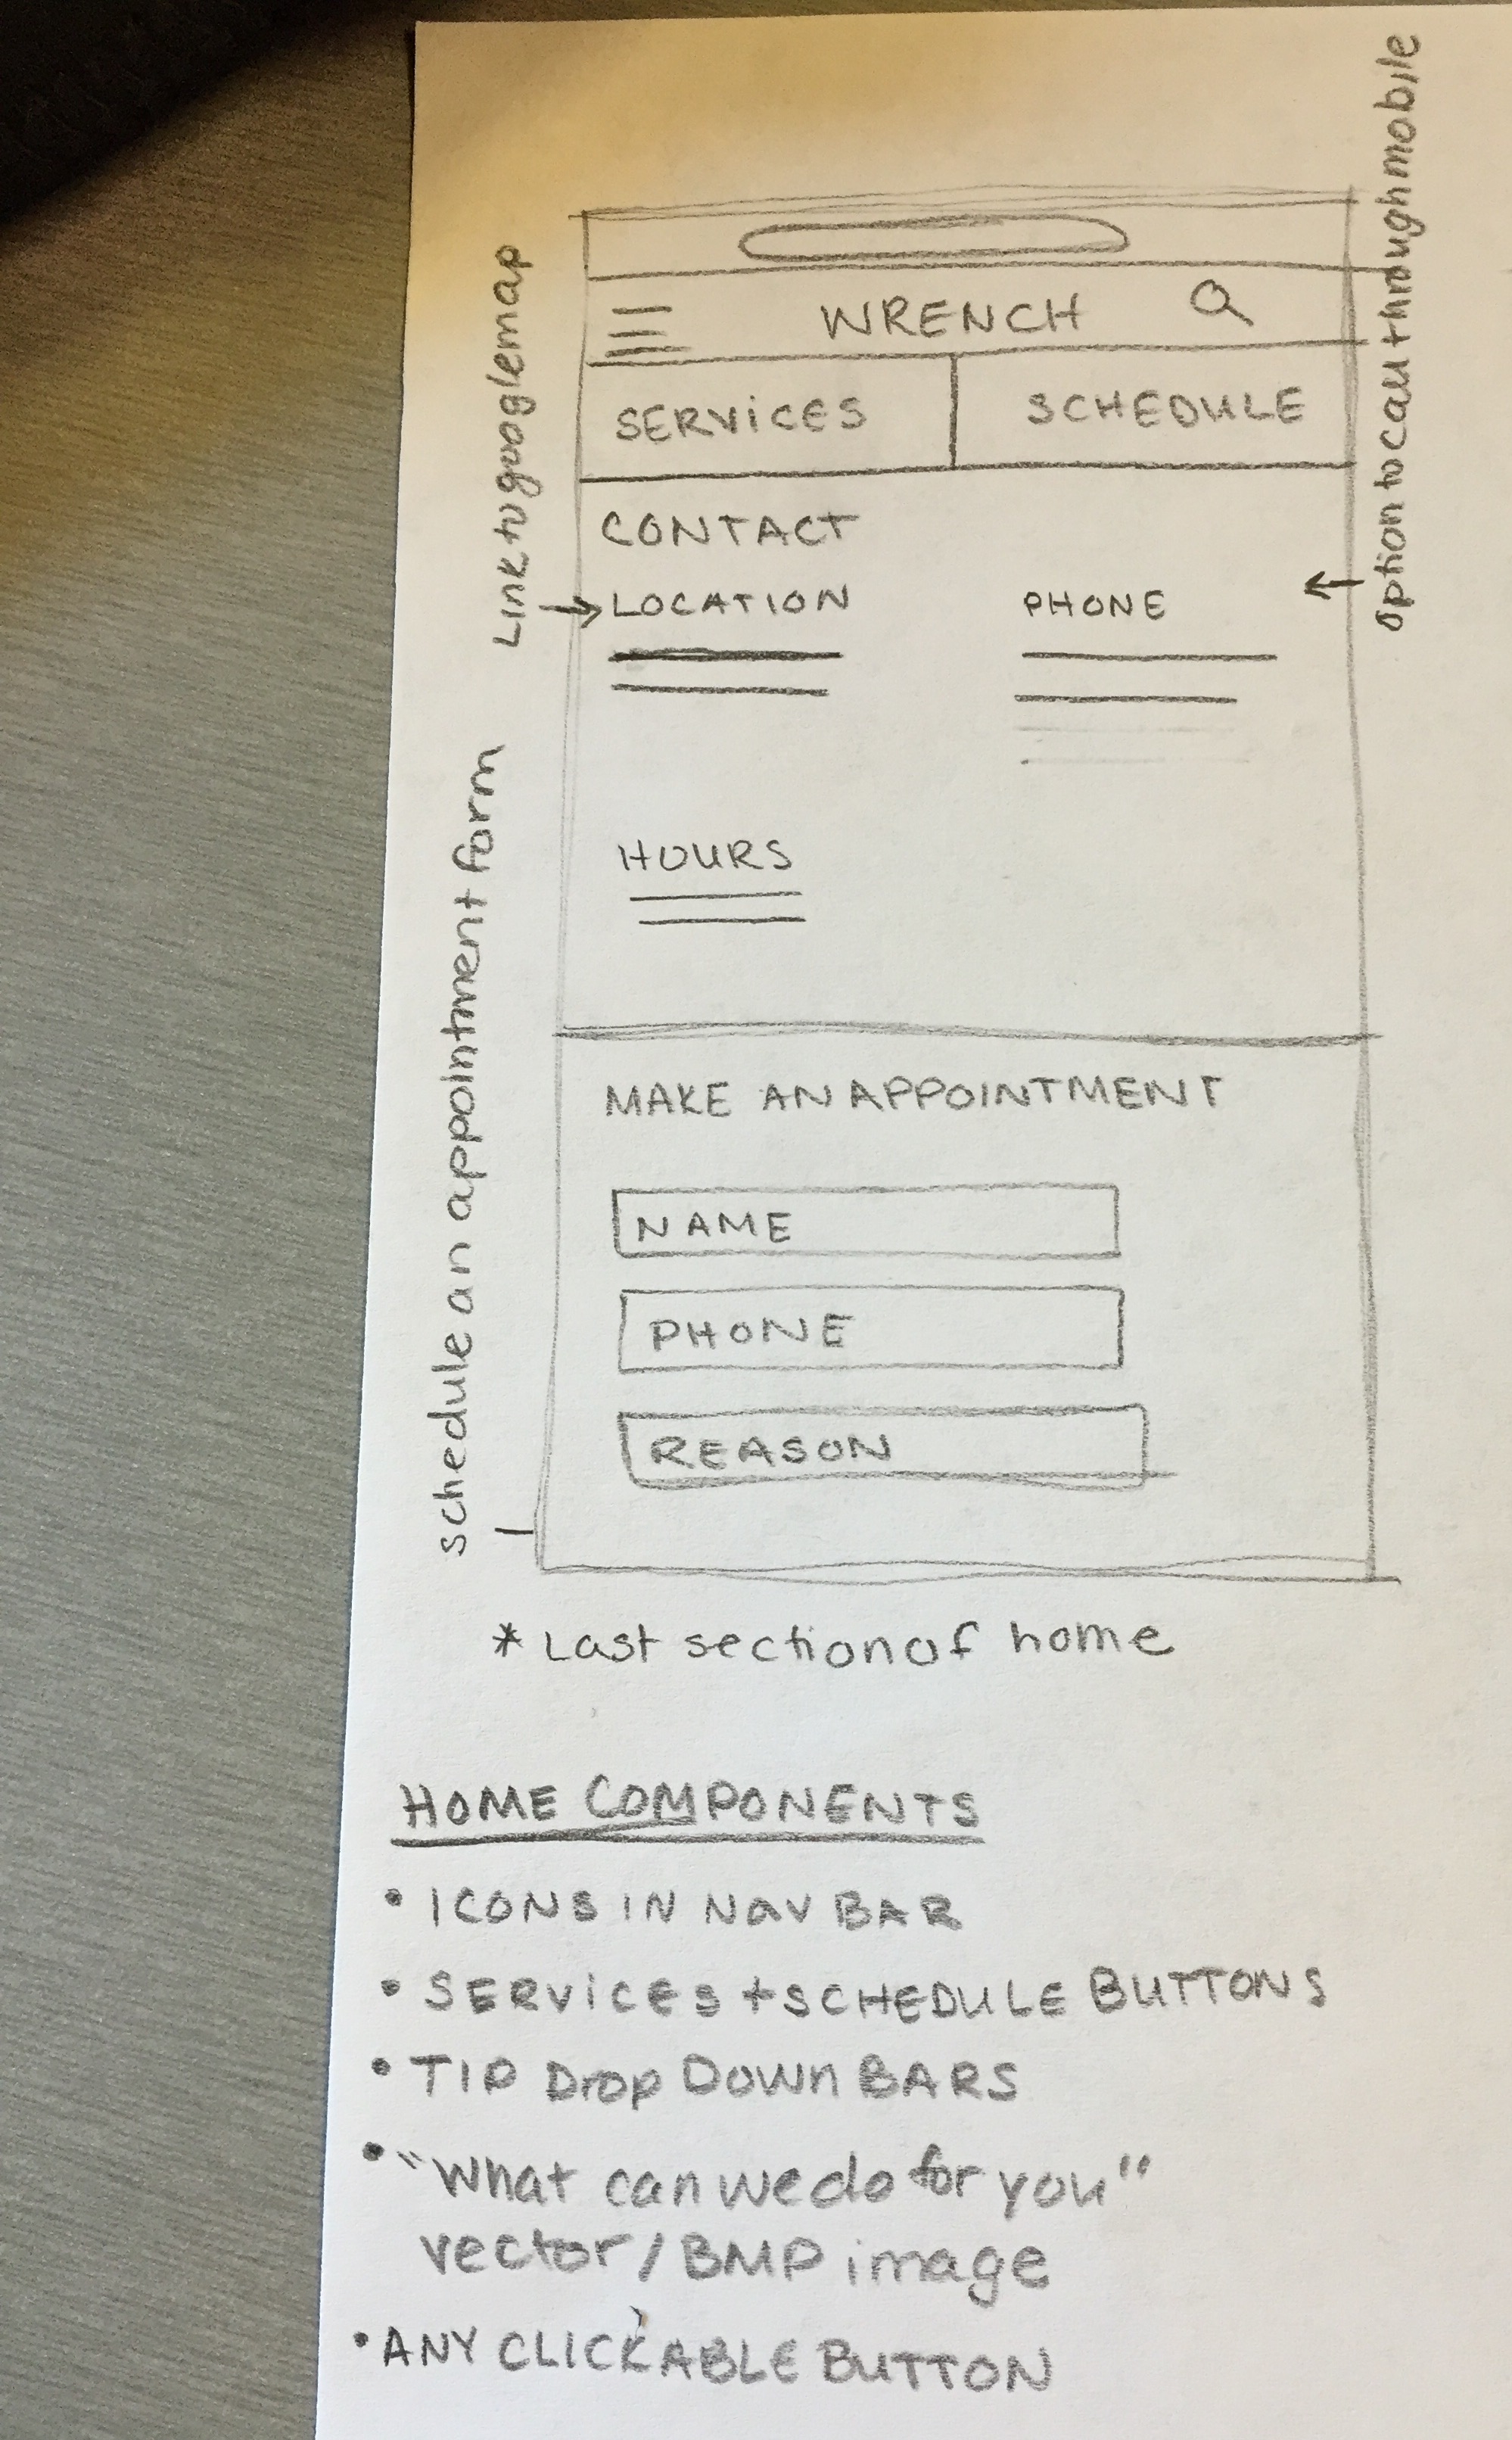 WRENCH
SERVICES SCHEDULE
CONTACT
LOCATION PHONE
HOURS
MAKE AN APPOINTMENT
NAME
PHONE
REASON
Link to google map
option to call through mobile
schedule an appointment form
* Last section of home
HOME COMPONENTS
• ICONS IN NAV BAR
• SERVICES + SCHEDULE BUTTONS
• TIP Drop DOWN BARS
• "What can we do for you"
vector / BMP image
• ANY CLICKABLE BUTTON